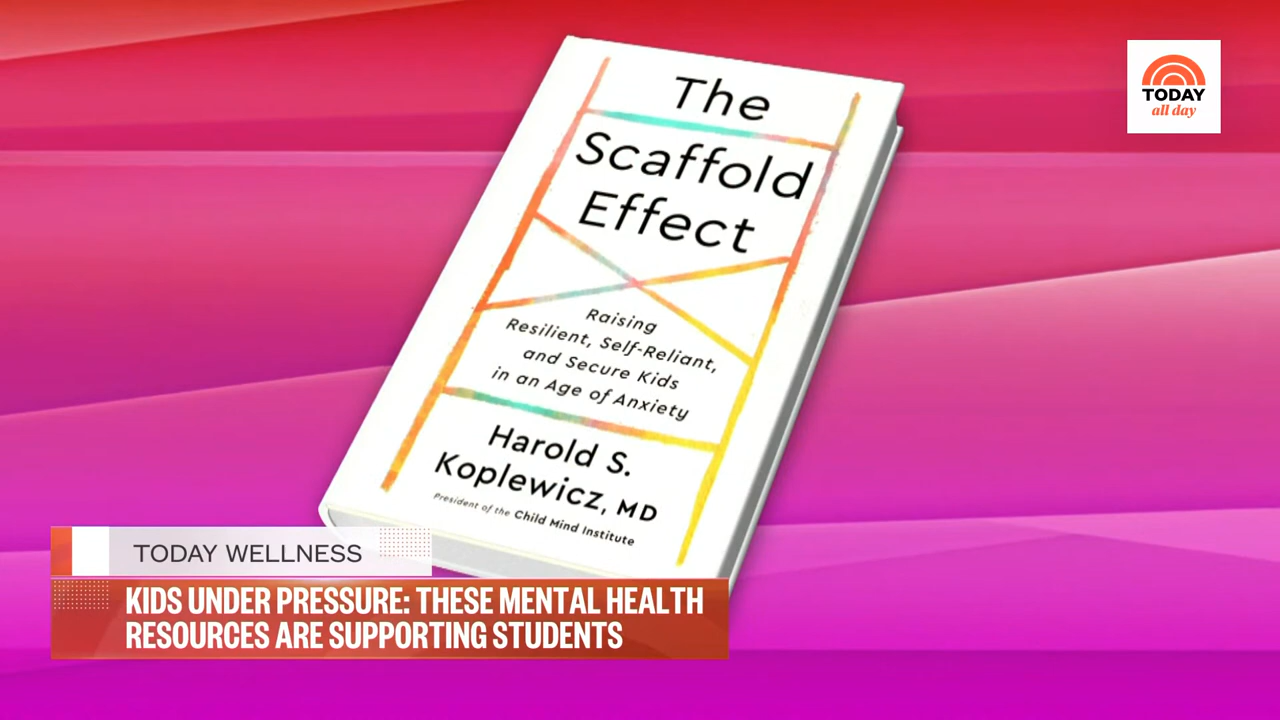 The
Scaffold
Effect
Raising
Resilient, Self-Reliant,
and Secure Kids
in an Age of Anxiety
Harold S.
Koplewicz, MD
President of the Child Mind Institute
TODAY
all day
TODAY WELLNESS
KIDS UNDER PRESSURE: THESE MENTAL HEALTH
RESOURCES ARE SUPPORTING STUDENTS